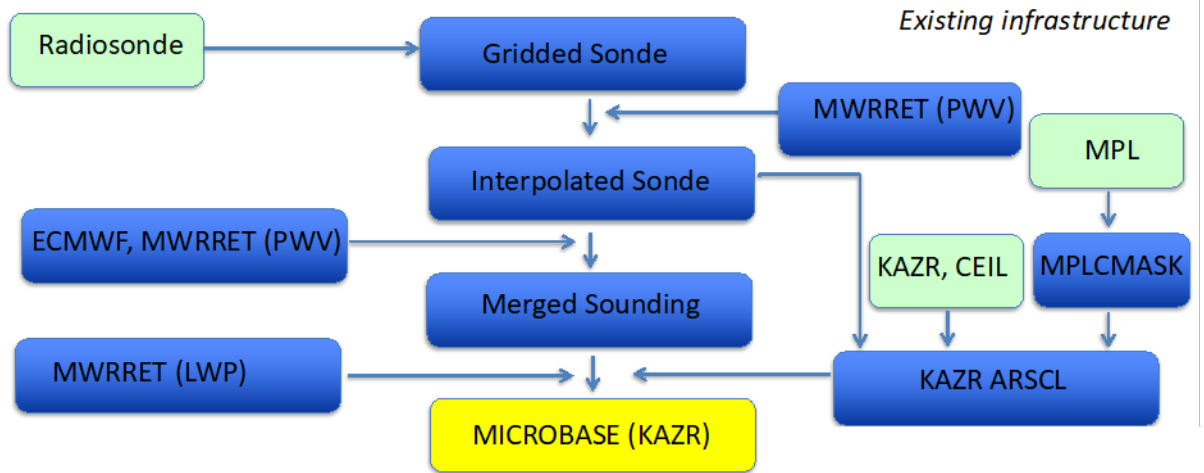 Existing infrastructure
Radiosonde
Gridded Sonde
MWRRET (PWV)
MPL
Interpolated Sonde
ECMWF, MWRRET (PWV)
KAZR, CEIL
MPLCMASK
Merged Sounding
MWRRET (LWP)
KAZR ARSCL
MICROBASE (KAZR)